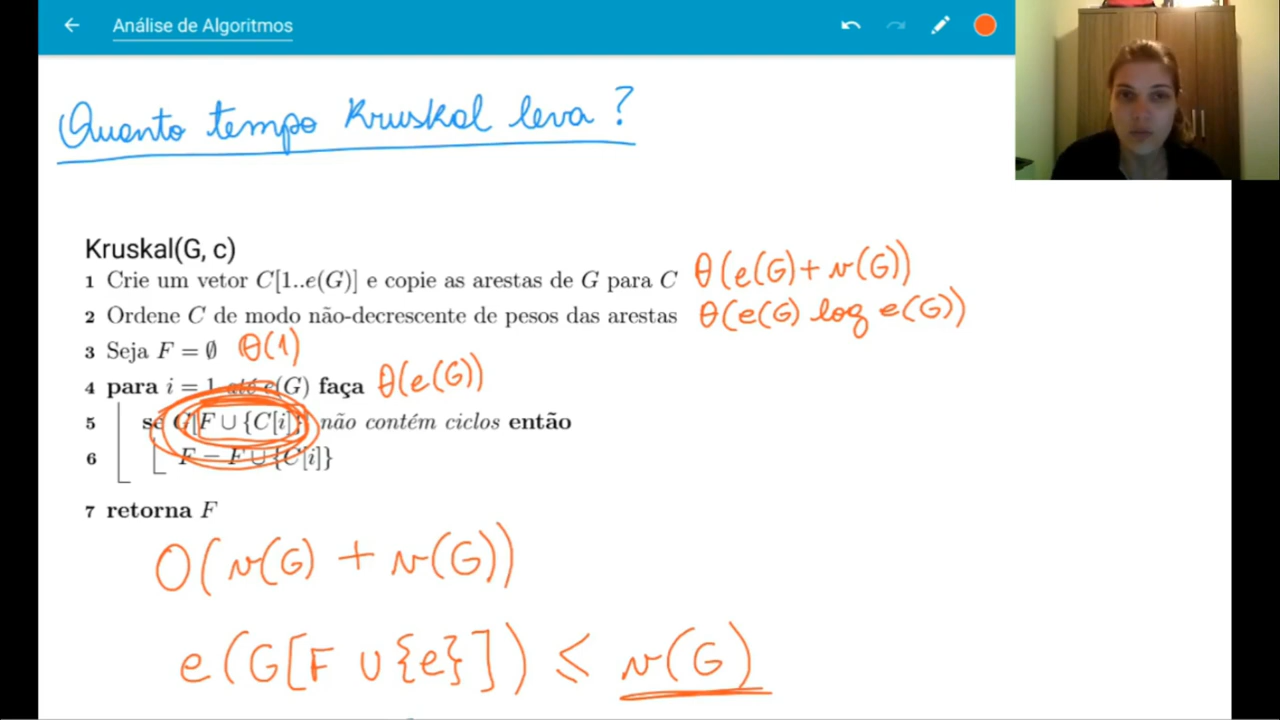 Análise de Algoritmos
Quanto tempo Kruskal leva?
Kruskal(G, c)
1 Crie um vetor C[1..e(G)] e copie as arestas de G para C θ(e(G)+v(G))
2 Ordene C de modo não-decrescente de pesos das arestas θ(e(G) log e(G))
3 Seja F = ∅ θ(1)
4 para i = 1 até e(G) faça θ(e(G))
5 se G[F ∪ {C[i]}] não contém ciclos então
6 F = F ∪ {C[i]}
7 retorna F
O(v(G) + v(G))
e(G[F ∪ {e}]) ≤ v(G)